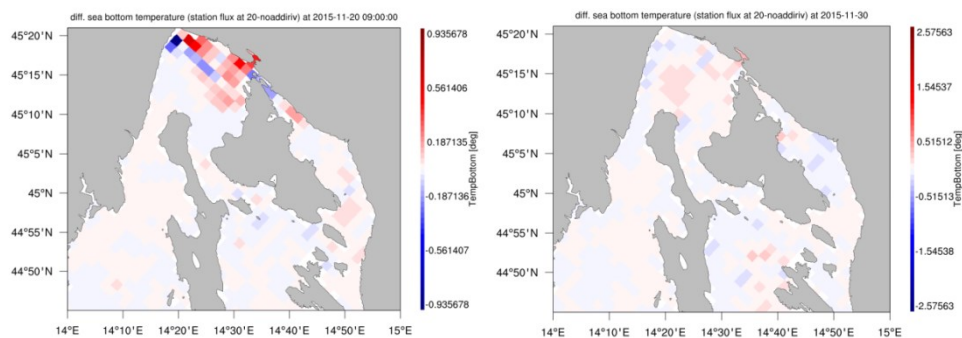 diff. sea bottom temperature (station flux at 20-noaddiriv) at 2015-11-20 09:00:00
45°20'N
45°15'N
45°10'N
45°5'N
45°N
44°55'N
44°50'N
14°E
14°10'E
14°20'E
14°30'E
14°40'E
14°50'E
15°E
0.935678
0.561406
0.187135
-0.187136
-0.561407
-0.935678
TempBottom [deg]
diff. sea bottom temperature (station flux at 20-noaddiriv) at 2015-11-30
45°20'N
45°15'N
45°10'N
45°5'N
45°N
44°55'N
44°50'N
14°E
14°10'E
14°20'E
14°30'E
14°40'E
14°50'E
15°E
2.57563
1.54537
0.51512
-0.51513
-1.54538
-2.57563
TempBottom [deg]